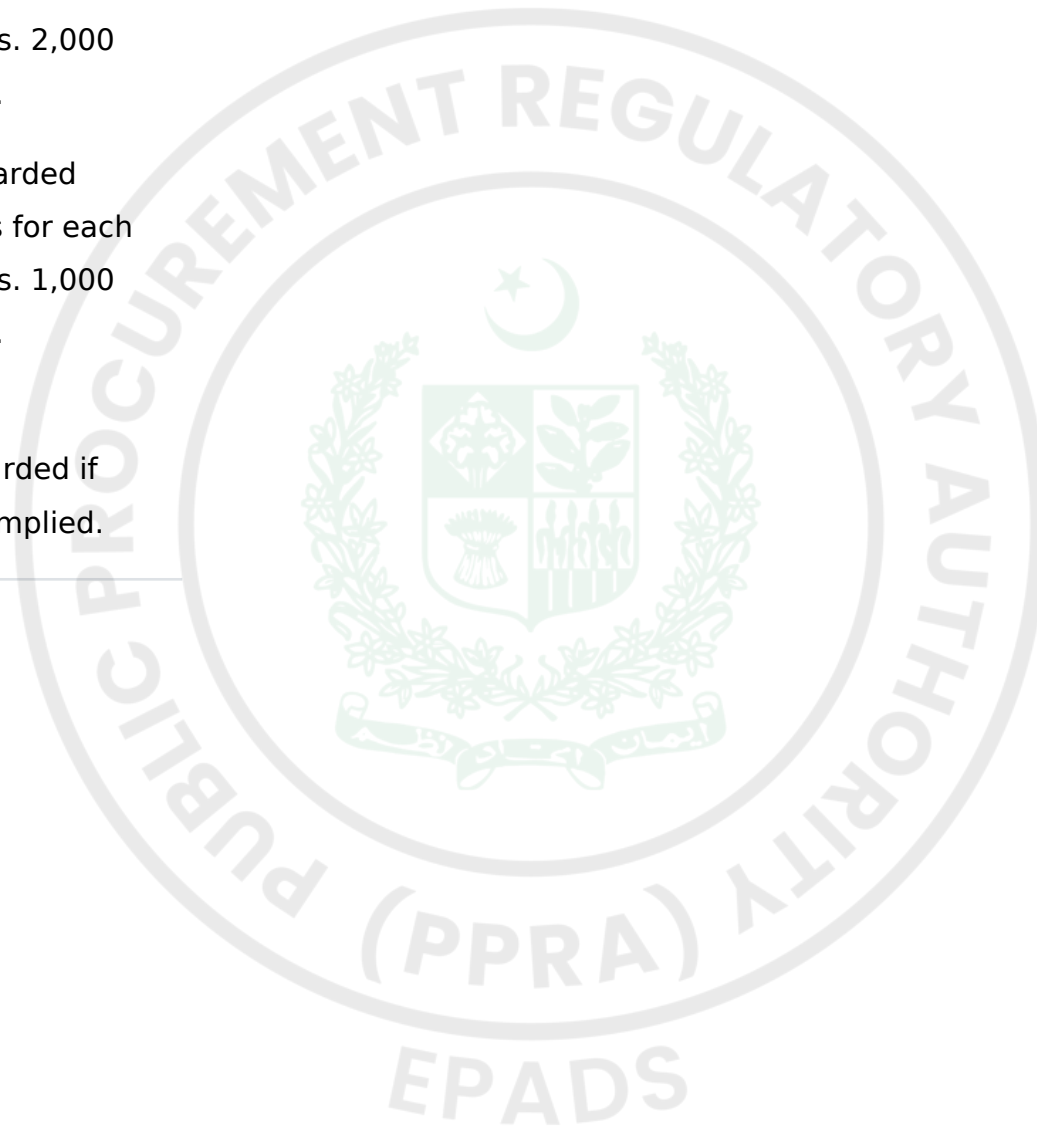 s. 2,000
.
arded
s for each
s. 1,000
.
rded if
mplied.
PUBLIC PROCUREMENT REGULATORY AUTHORITY
(PPRA)
EPADS